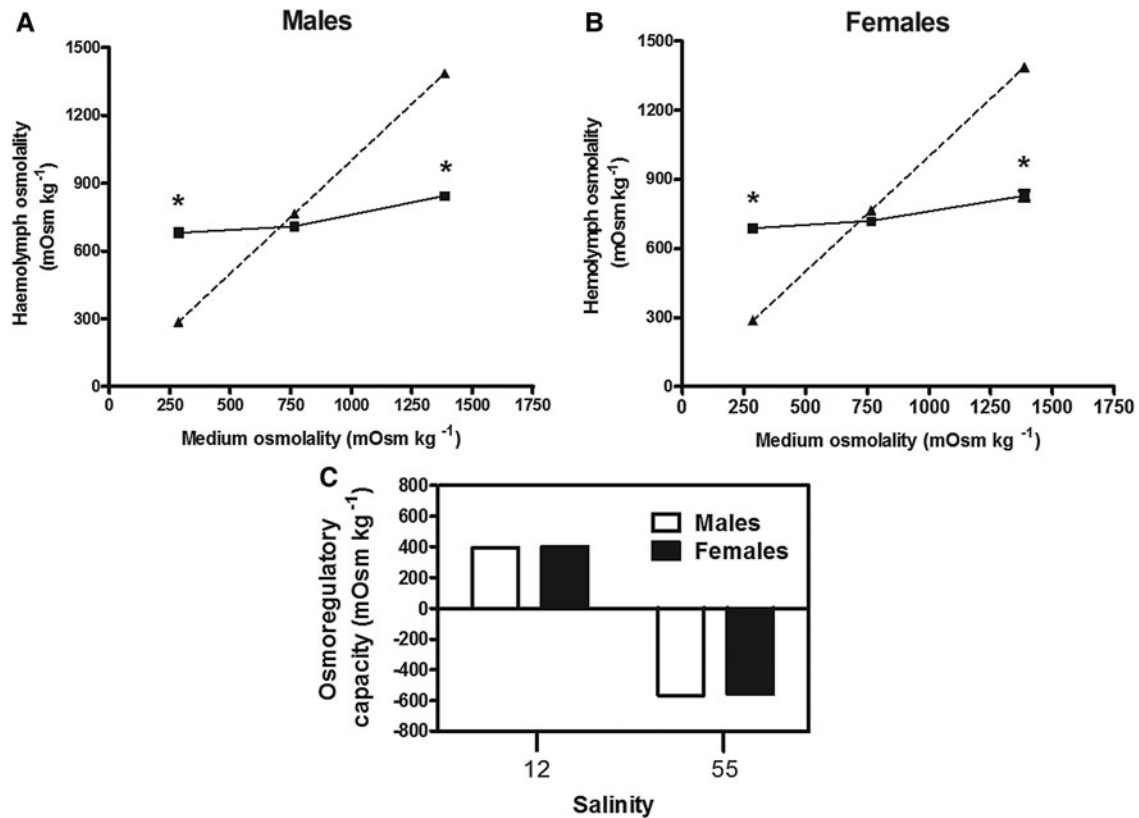 A
Males
1500
1200
900
600
300
0
Haemolymph osmolality
(mOsm kg -1)
*
*
0 250 500 750 1000 1250 1500 1750
Medium osmolality (mOsm kg -1)
B
Females
1500
1200
900
600
300
0
Hemolymph osmolality
(mOsm kg -1)
*
*
0 250 500 750 1000 1250 1500 1750
Medium osmolality (mOsm kg -1)
C
800
600
400
200
0
-200
-400
-600
-800
Osmoregulatory
capacity (mOsm kg -1)
Males
Females
12 55
Salinity